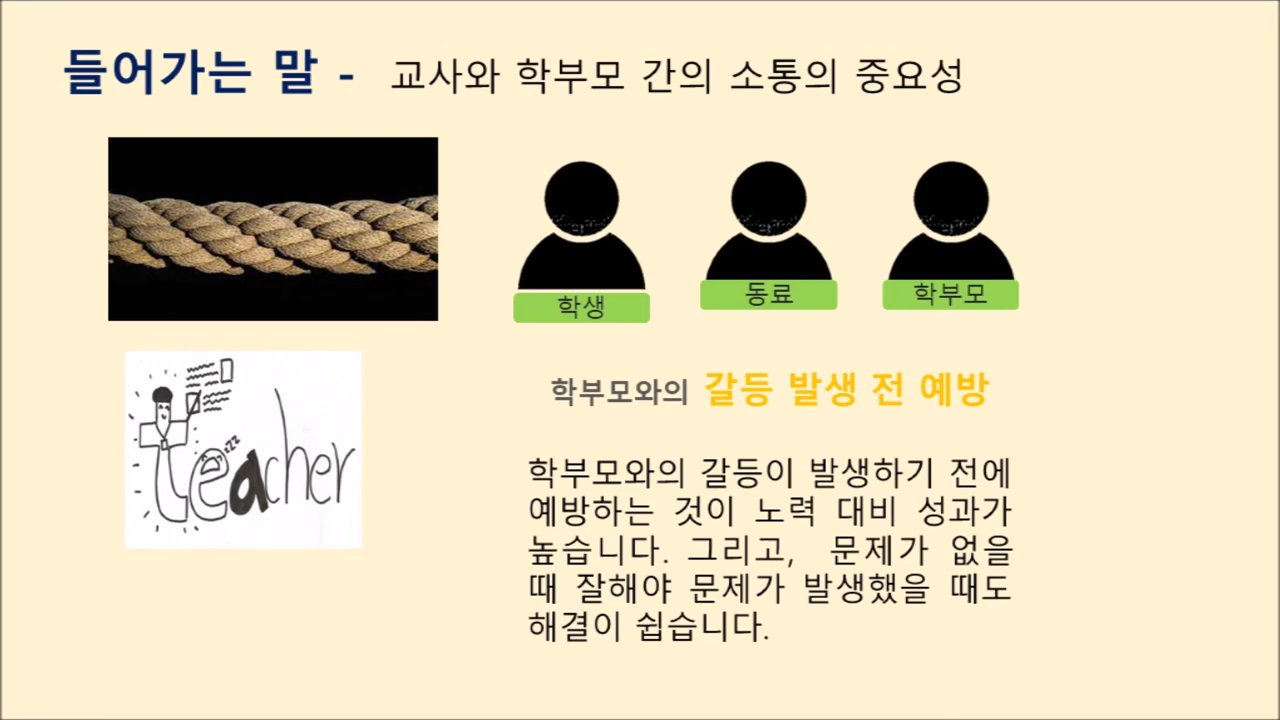 들어가는 말 - 교사와 학부모 간의 소통의 중요성
학생
동료
학부모
teacher
zzz
학부모와의 갈등 발생 전 예방
학부모와의 갈등이 발생하기 전에
예방하는 것이 노력 대비 성과가
높습니다. 그리고, 문제가 없을
때 잘해야 문제가 발생했을 때도
해결이 쉽습니다.